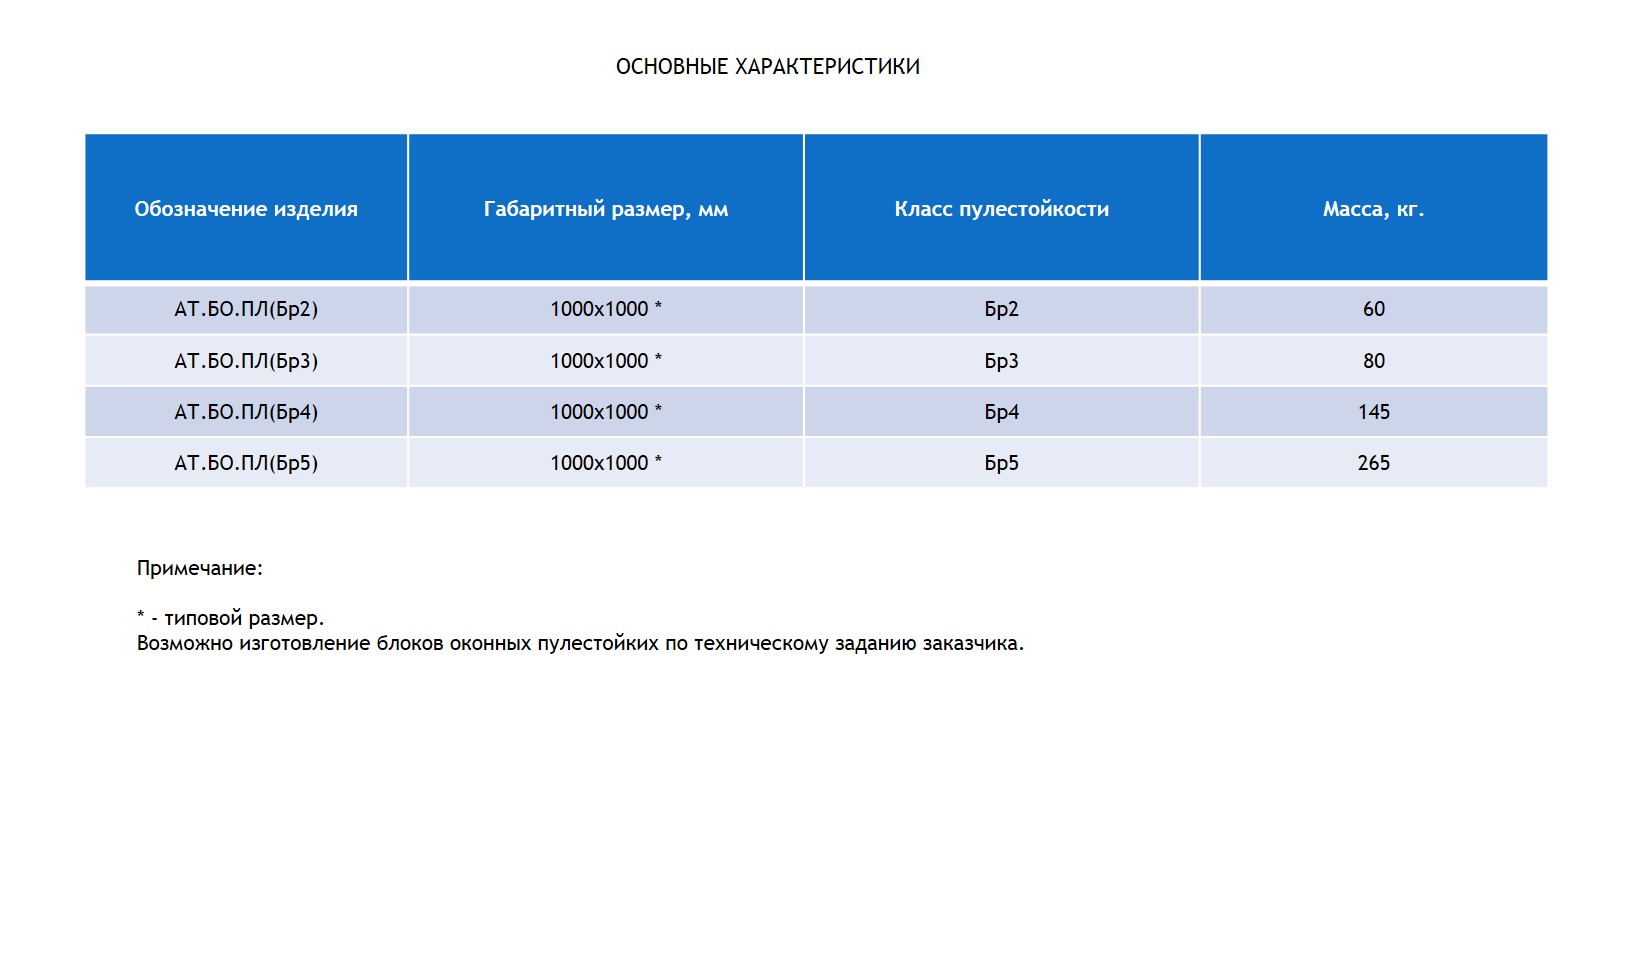 ОСНОВНЫЕ ХАРАКТЕРИСТИКИ
Обозначение изделия Габаритный размер, мм Класс пулестойкости Масса, кг.
АТ.БО.ПЛ(Бр2) 1000х1000 * Бр2 60
АТ.БО.ПЛ(Бр3) 1000х1000 * Бр3 80
АТ.БО.ПЛ(Бр4) 1000х1000 * Бр4 145
АТ.БО.ПЛ(Бр5) 1000х1000 * Бр5 265
Примечание:
* - типовой размер.
Возможно изготовление блоков оконных пулестойких по техническому заданию заказчика.